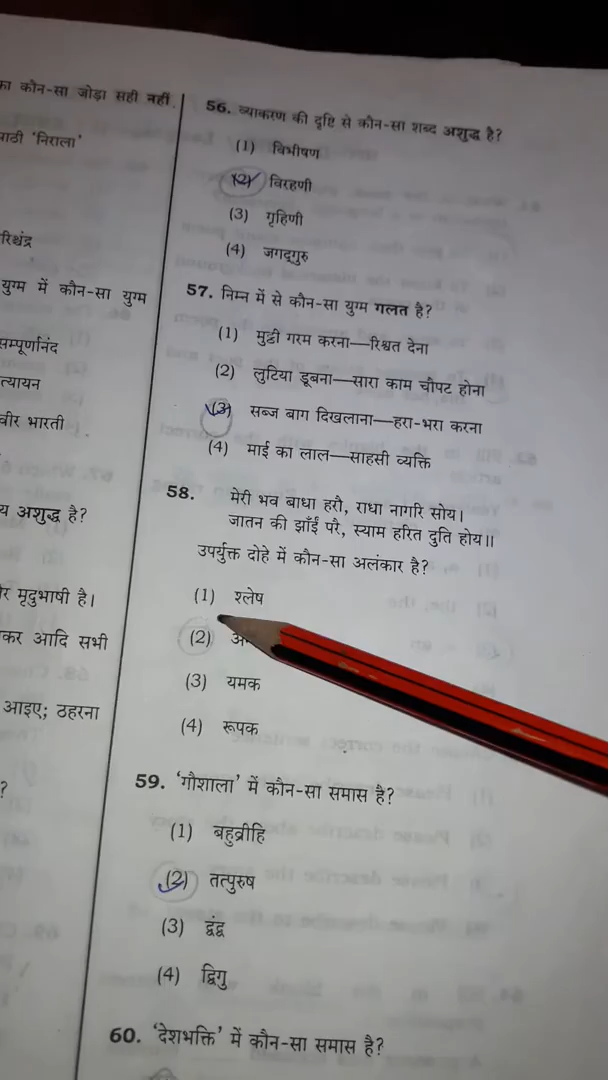 का कौन-सा जोड़ा सही नहीं
'निराला'
युग्म में कौन-सा युग्म
अशुद्ध है?
मृदुभाषी है।
कर आदि सभी
आइए; ठहरना
?
56. व्याकरण की दृष्टि से कौन-सा शब्द अशुद्ध है?
(1) विभीषण
(2) विरहणी
(3) गृहिणी
(4) जगद्गुरु
57. निम्न में से कौन-सा युग्म गलत है?
(1) मुट्ठी गरम करना—रिश्वत देना
(2) लुटिया डूबना—सारा काम चौपट होना
(3) सब्ज बाग दिखलाना—हरा-भरा करना
(4) माई का लाल—साहसी व्यक्ति
58. मेरी भव बाधा हरौ, राधा नागरि सोय।
जातन की झाँईं परै, स्याम हरित दुति होय॥
उपर्युक्त दोहे में कौन-सा अलंकार है?
(1) श्लेष
(2)
(3) यमक
(4) रूपक
59. 'गौशाला' में कौन-सा समास है?
(1) बहुव्रीहि
(2) तत्पुरुष
(3) द्वंद्व
(4) द्विगु
60. 'देशभक्ति' में कौन-सा समास है?